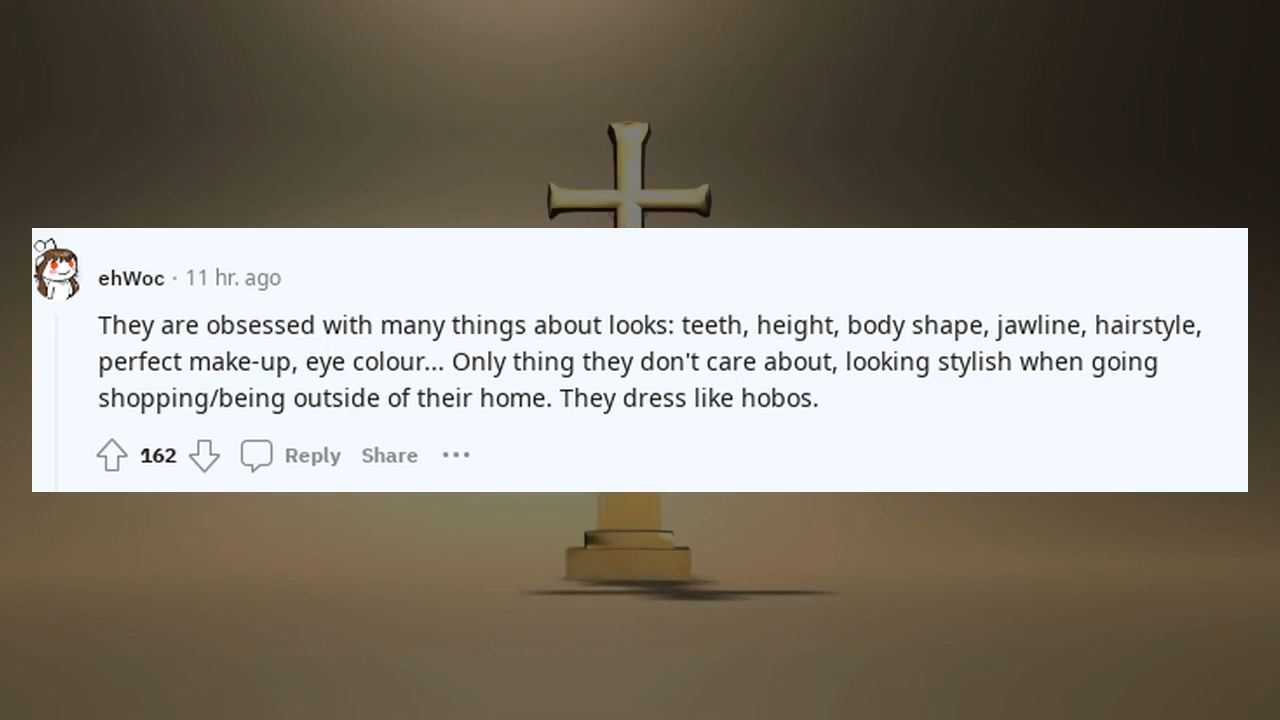 ehWoc · 11 hr. ago
They are obsessed with many things about looks: teeth, height, body shape, jawline, hairstyle,
perfect make-up, eye colour... Only thing they don't care about, looking stylish when going
shopping/being outside of their home. They dress like hobos.
162 Reply Share ···